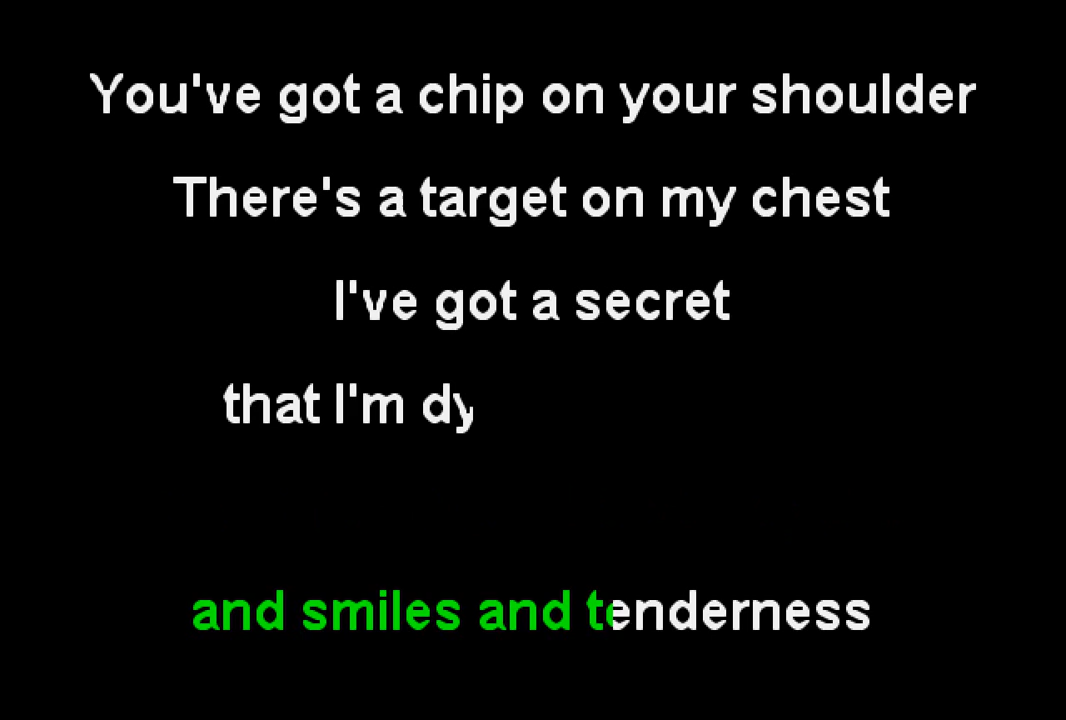 You've got a chip on your shoulder
There's a target on my chest
I've got a secret
that I'm dy
and smiles and tenderness